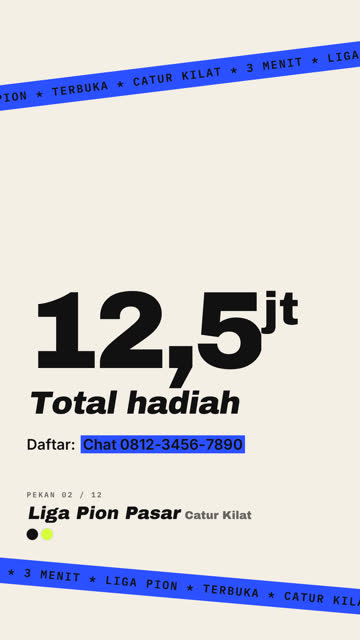 PION * TERBUKA * CATUR KILAT * 3 MENIT * LIGA
12,5jt
Total hadiah
Daftar: Chat 0812-3456-7890
PEKAN 02 / 12
Liga Pion Pasar Catur Kilat
* 3 MENIT * LIGA PION * TERBUKA * CATUR KILA